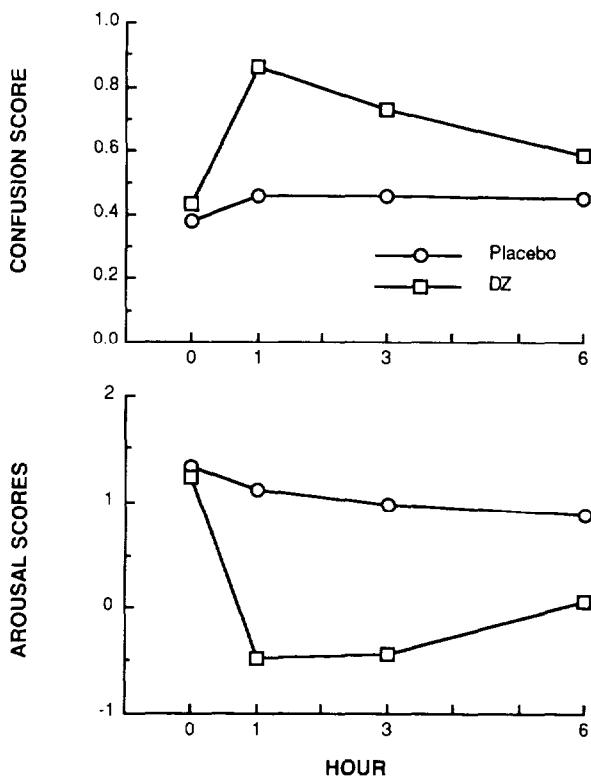 CONFUSION SCORE
1.0
0.8
0.6
0.4
0.2
0.0
Placebo
DZ
0 1 3 6
AROUSAL SCORES
2
1
0
-1
0 1 3 6
HOUR